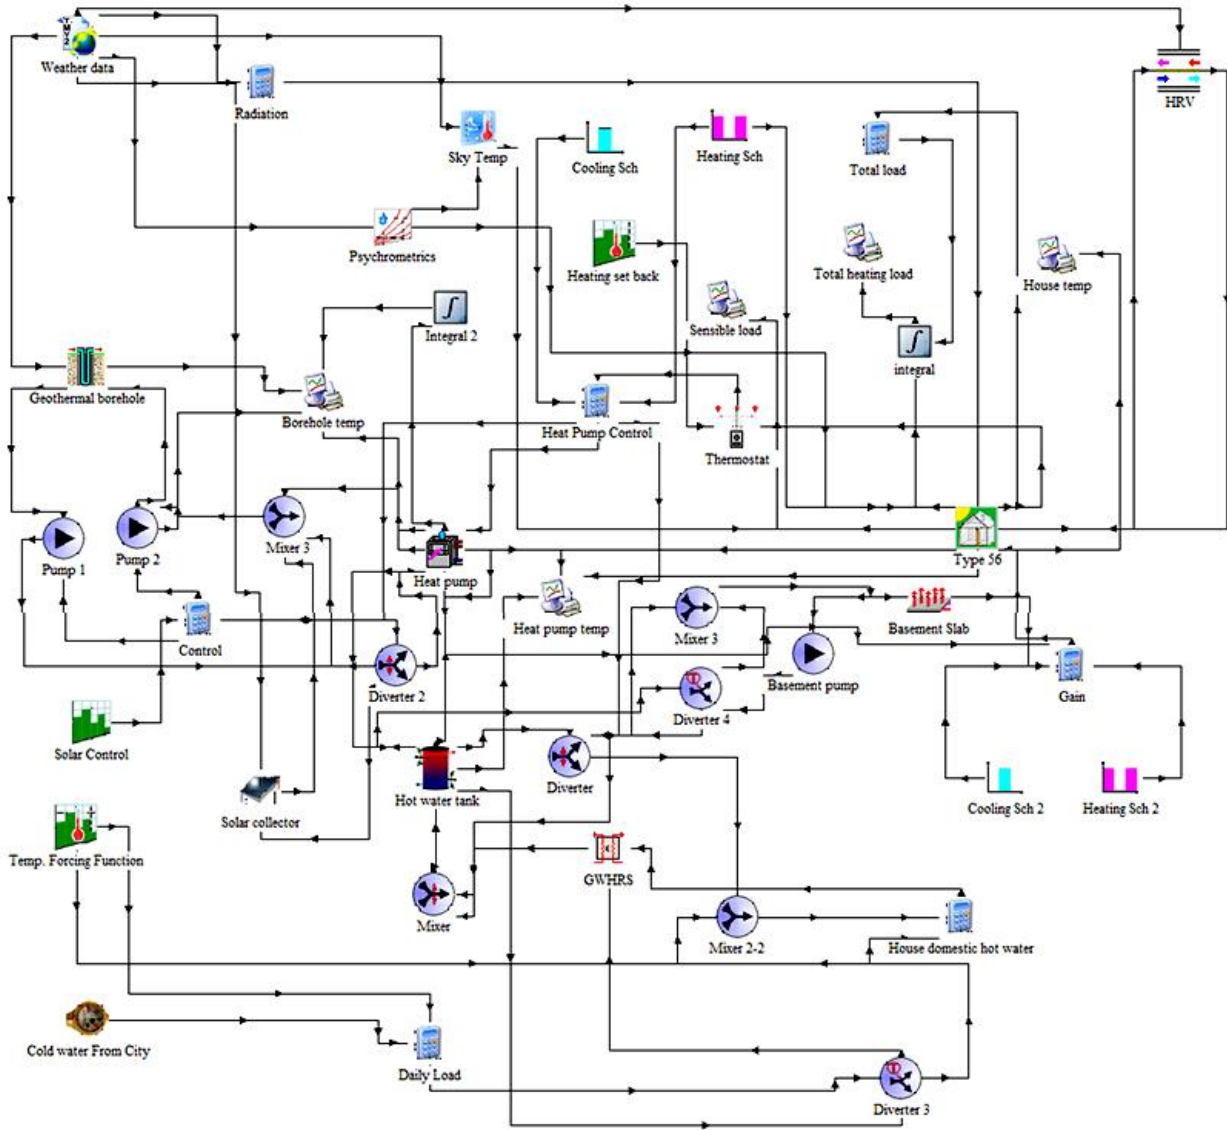 Weather data
Radiation
HRV
Sky Temp
Cooling Sch
Heating Sch
Total load
Psychrometrics
Heating set back
Total heating load
House temp
Integral 2
Sensible load
integral
Geothermal borehole
Borehole temp
Heat Pump Control
Thermostat
Pump 1
Pump 2
Mixer 3
Heat pump
Type 56
Heat pump temp
Mixer 3
Basement Slab
Control
Diverter 2
Basement pump
Gain
Diverter 4
Solar Control
Solar collector
Hot water tank
Diverter
Cooling Sch 2
Heating Sch 2
Temp. Forcing Function
GWHRS
Mixer
Mixer 2-2
House domestic hot water
Cold water From City
Daily Load
Diverter 3